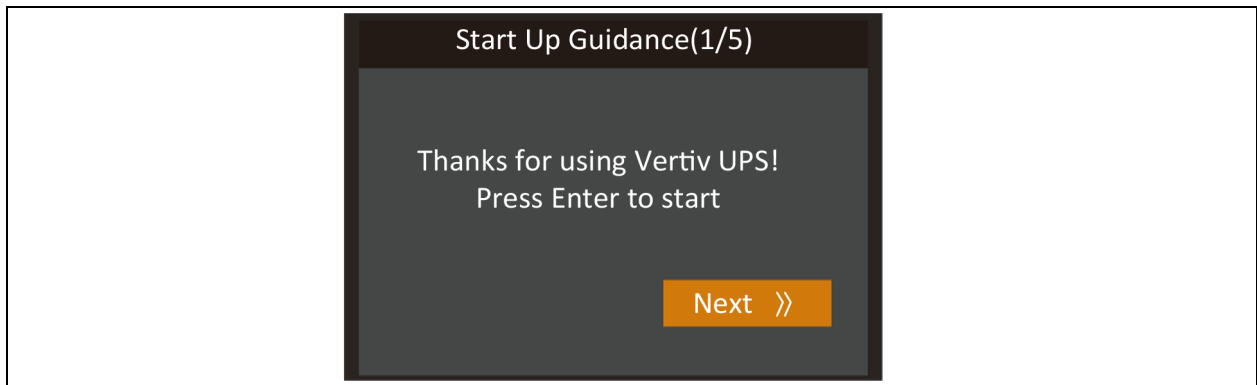 Start Up Guidance(1/5)
Thanks for using Vertiv UPS!
Press Enter to start
Next »